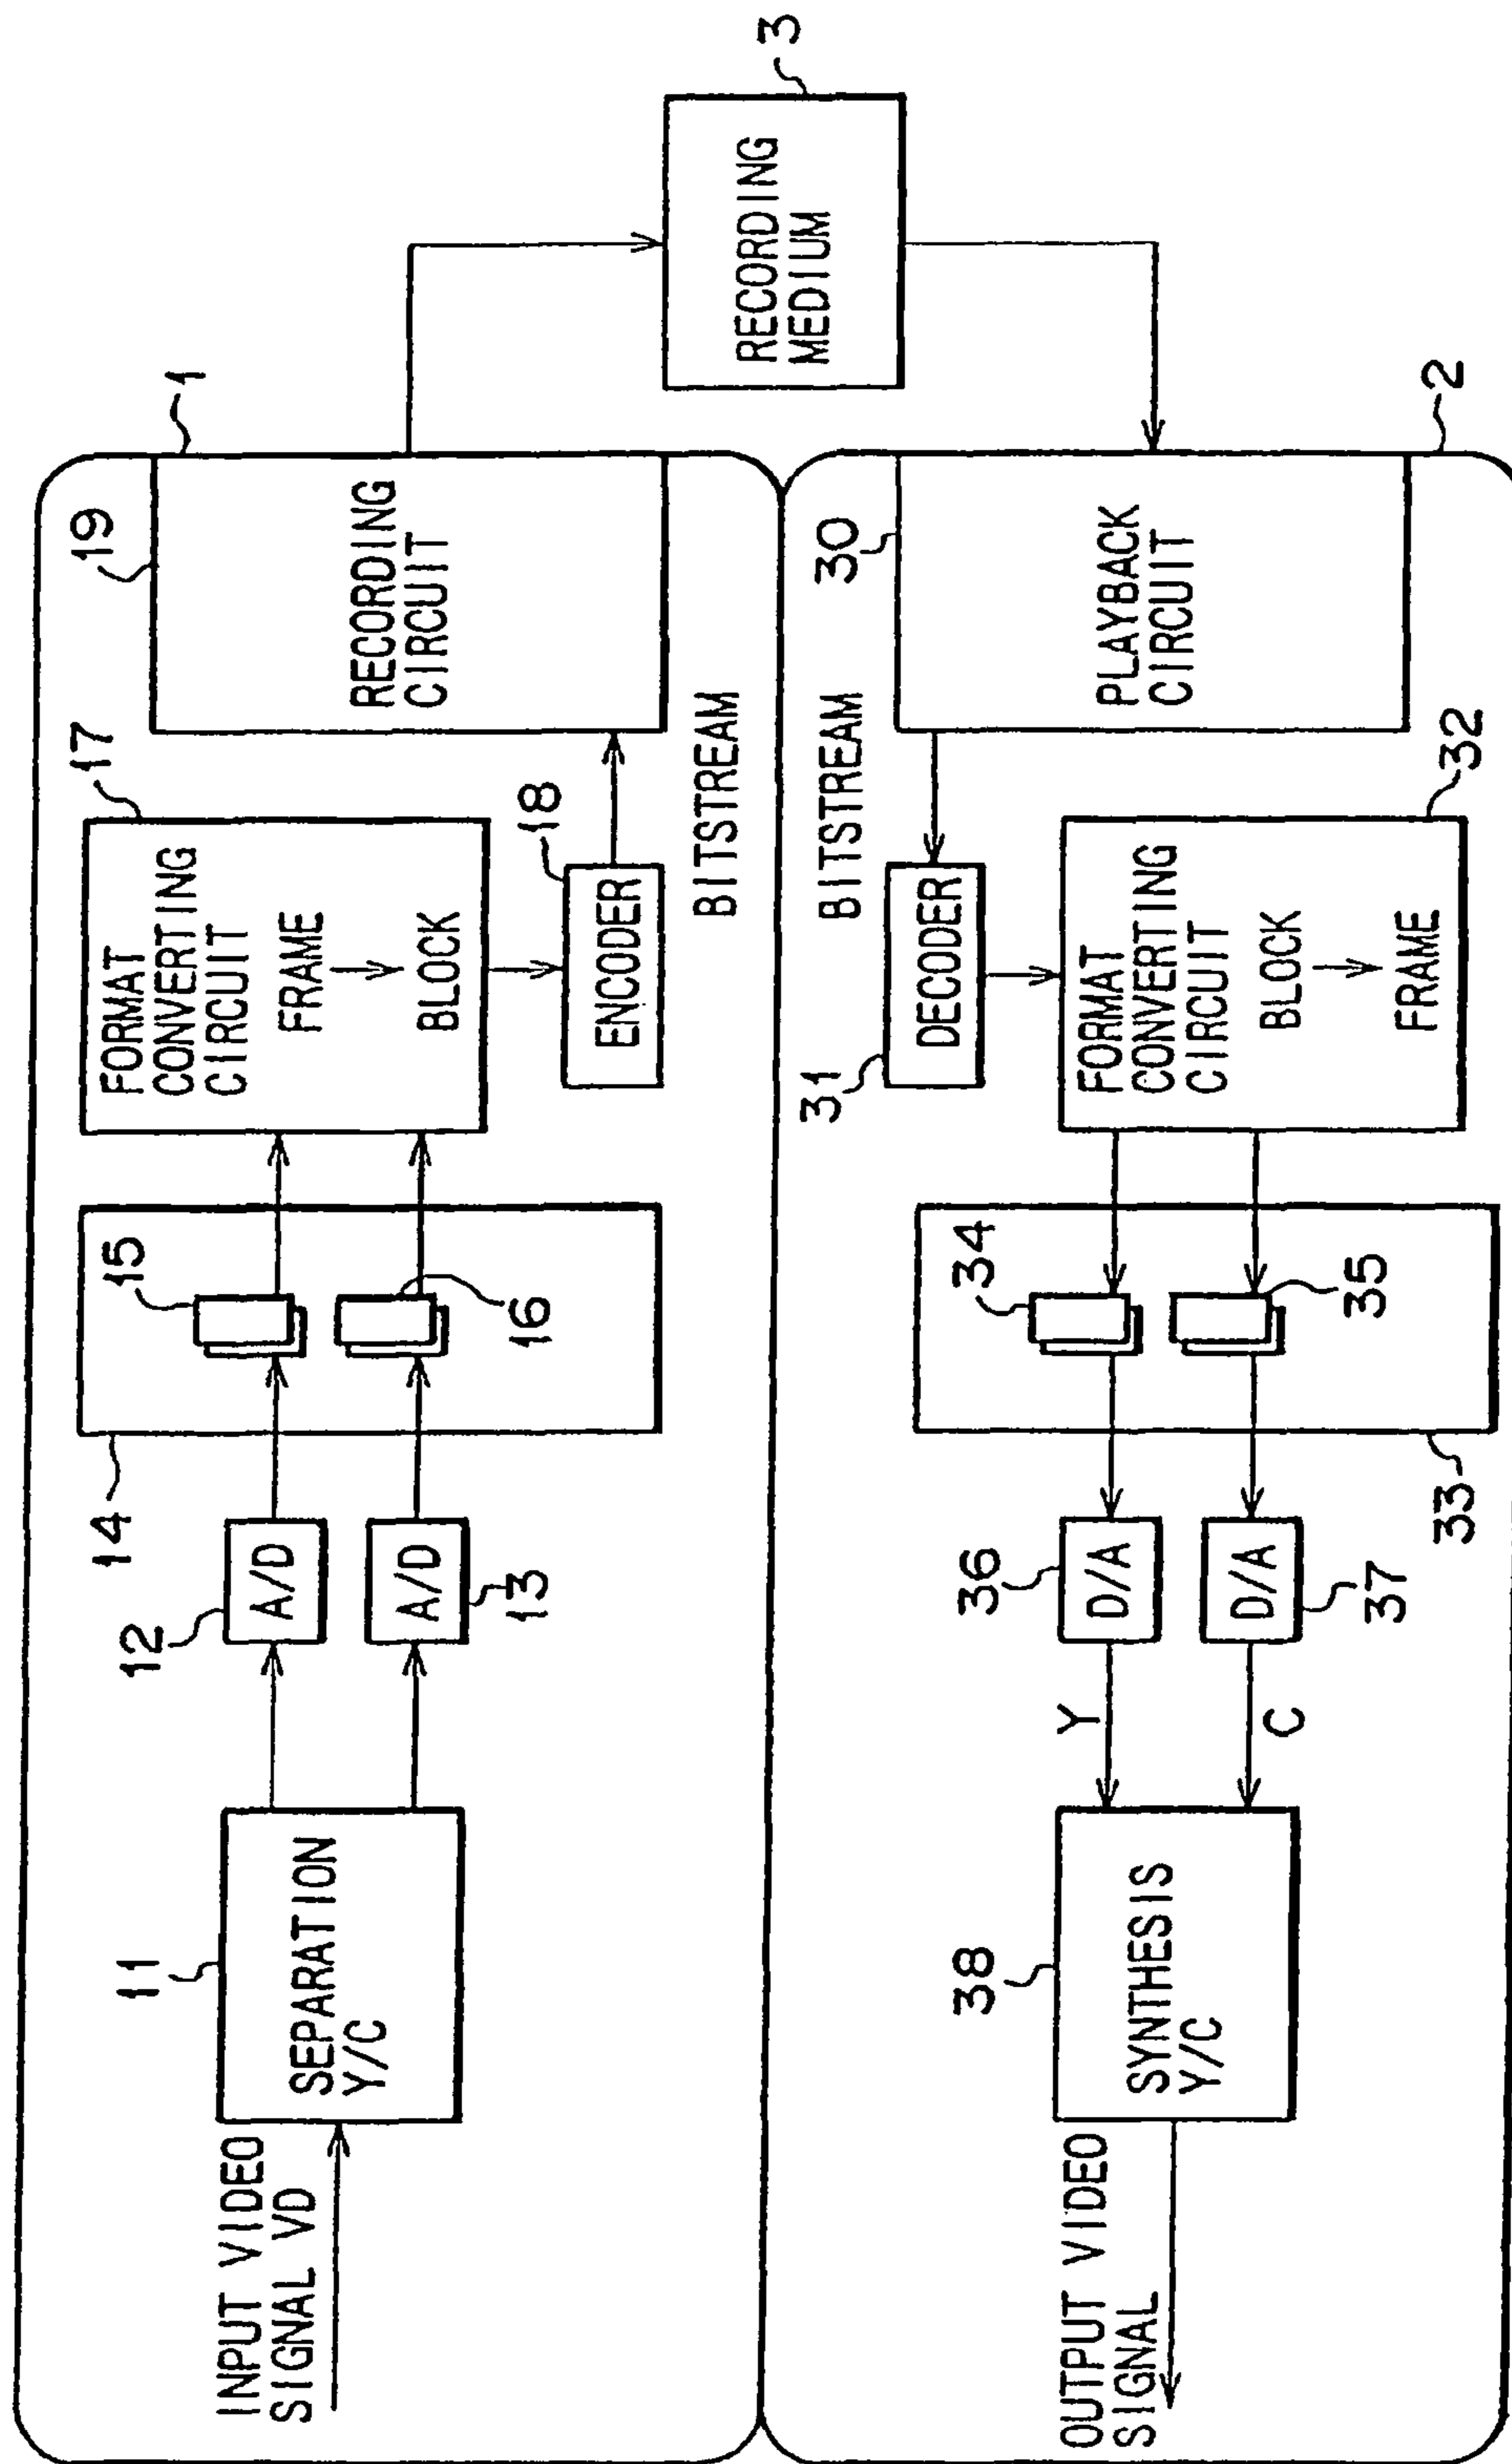 1
19
17
RECORDING
CIRCUIT
FORMAT
CONVERTING
CIRCUIT
FRAME
BLOCK
18
ENCODER
BITSTREAM
15
16
14
12
A/D
A/D
13
11
SEPARATION
Y/C
INPUT VIDEO
SIGNAL VD
3
RECORDING
MEDIUM
2
30
PLAYBACK
CIRCUIT
BITSTREAM
31
DECODER
32
FORMAT
CONVERTING
CIRCUIT
BLOCK
FRAME
34
35
33
36
D/A
D/A
37
Y
C
38
SYNTHESIS
Y/C
OUTPUT VIDEO
SIGNAL